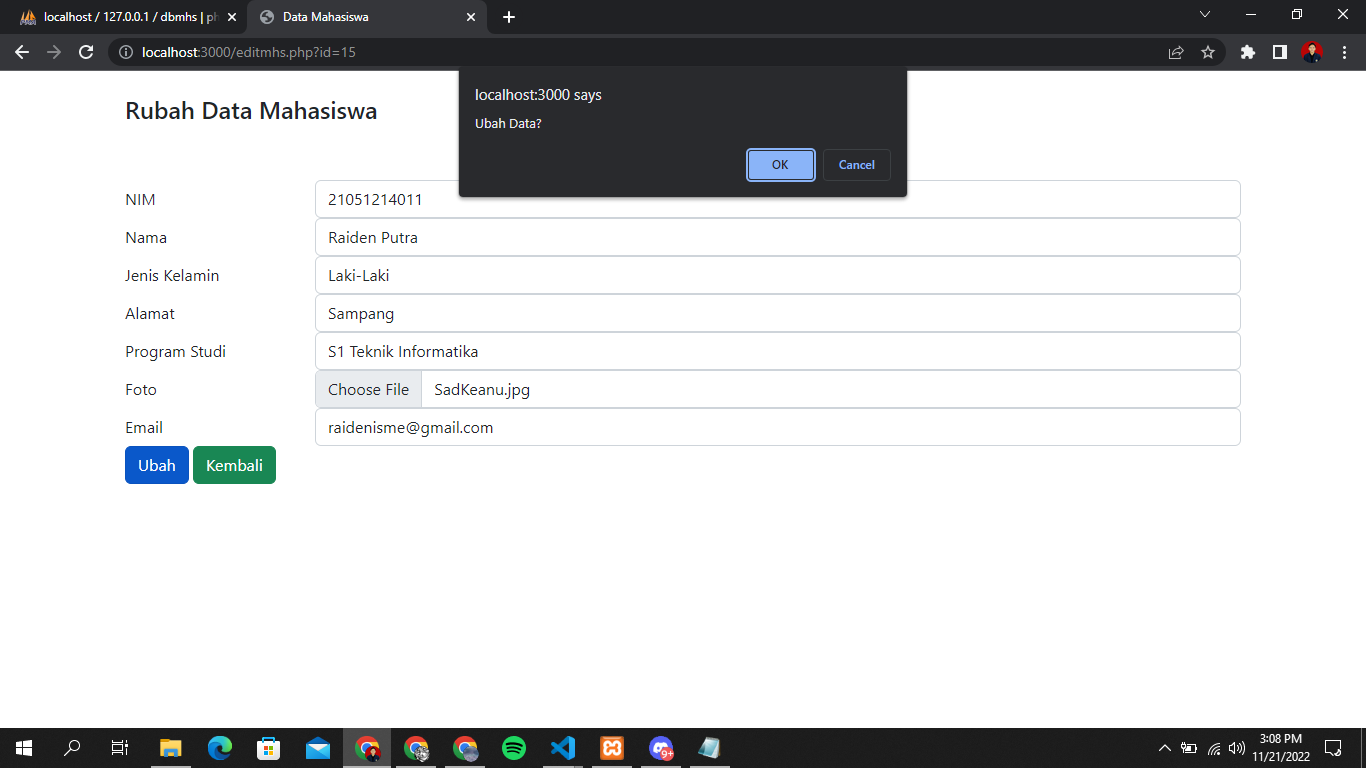 localhost / 127.0.0.1 / dbmhs | ph
Data Mahasiswa
localhost:3000/editmhs.php?id=15
localhost:3000 says
Ubah Data?
OK
Cancel
Rubah Data Mahasiswa
NIM 21051214011
Nama Raiden Putra
Jenis Kelamin Laki-Laki
Alamat Sampang
Program Studi S1 Teknik Informatika
Foto Choose File SadKeanu.jpg
Email raidenisme@gmail.com
Ubah Kembali
9+
3:08 PM
11/21/2022